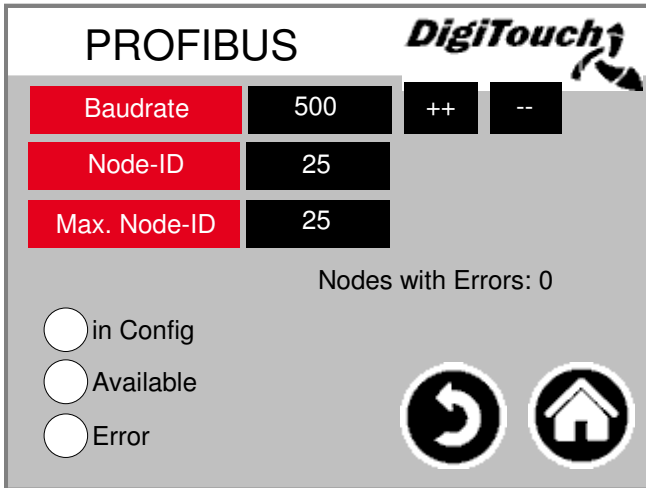 PROFIBUS DigiTouch
Baudrate 500 ++ --
Node-ID 25
Max. Node-ID 25
Nodes with Errors: 0
in Config
Available
Error